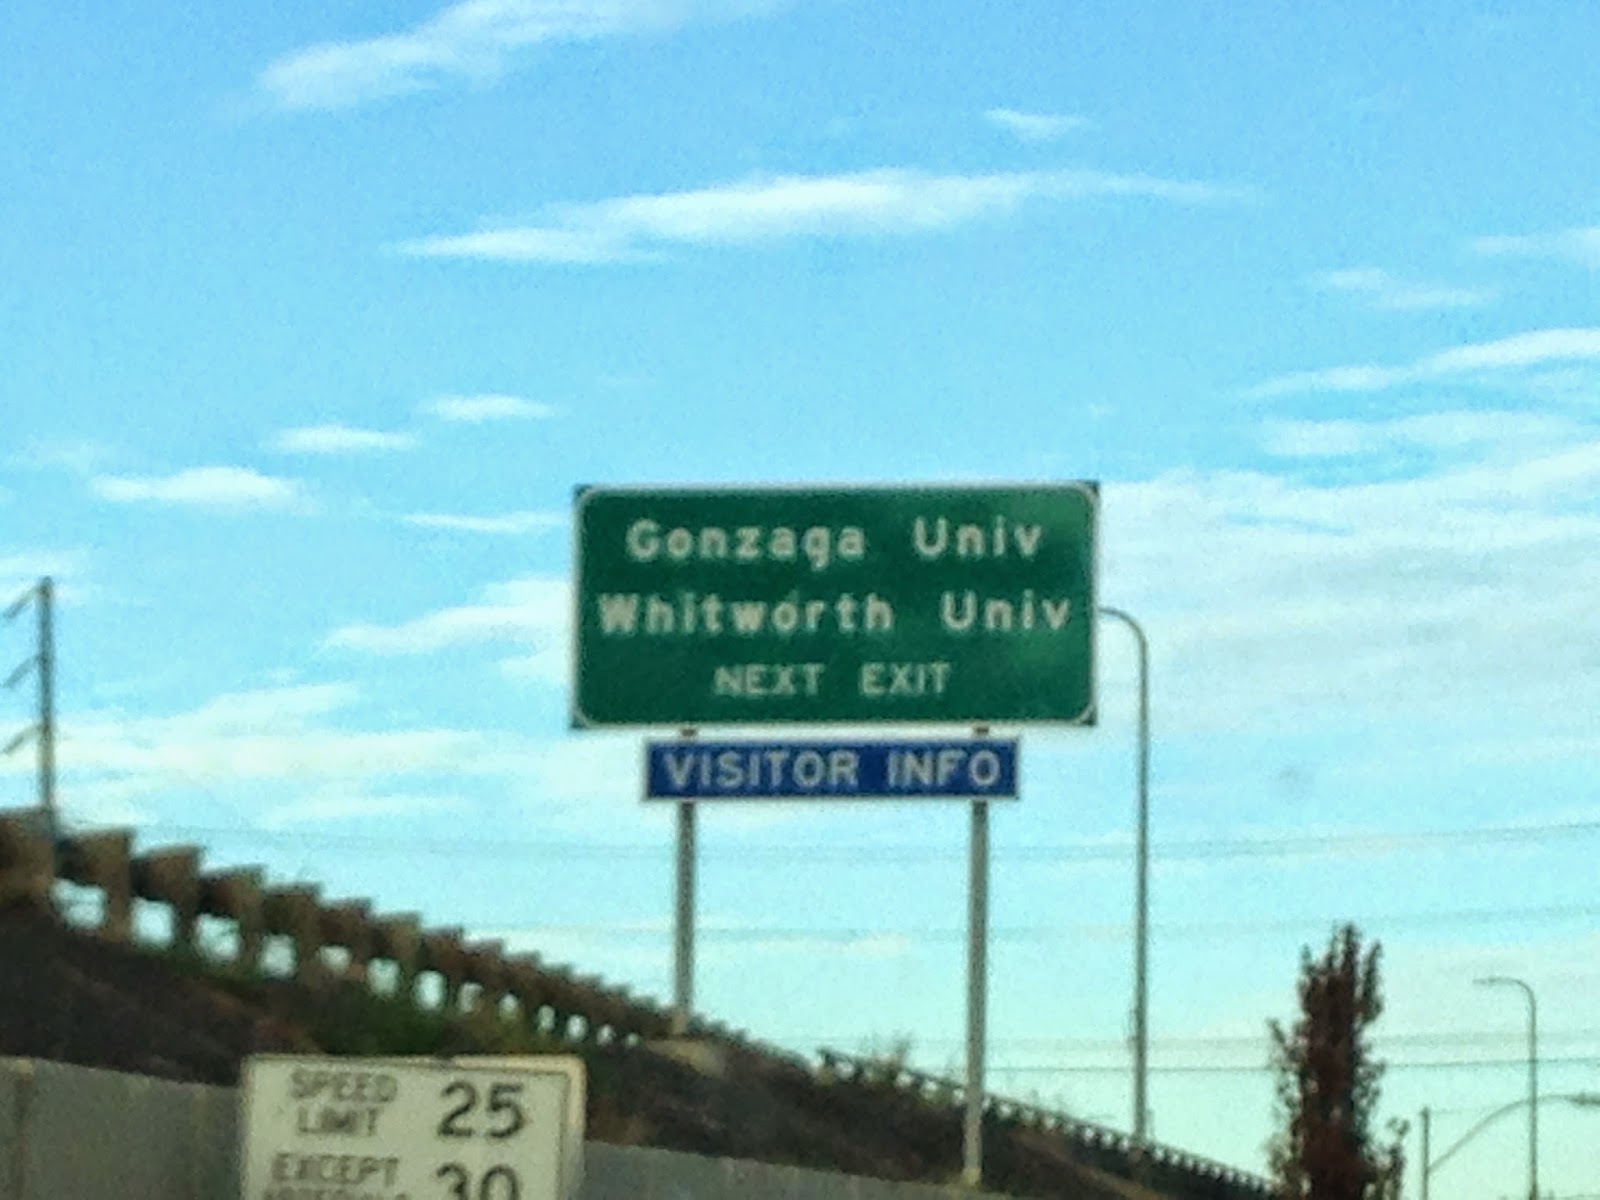 Gonzaga Univ
Whitworth Univ
NEXT EXIT
VISITOR INFO
SPEED
LIMIT 25
EXCEPT
30